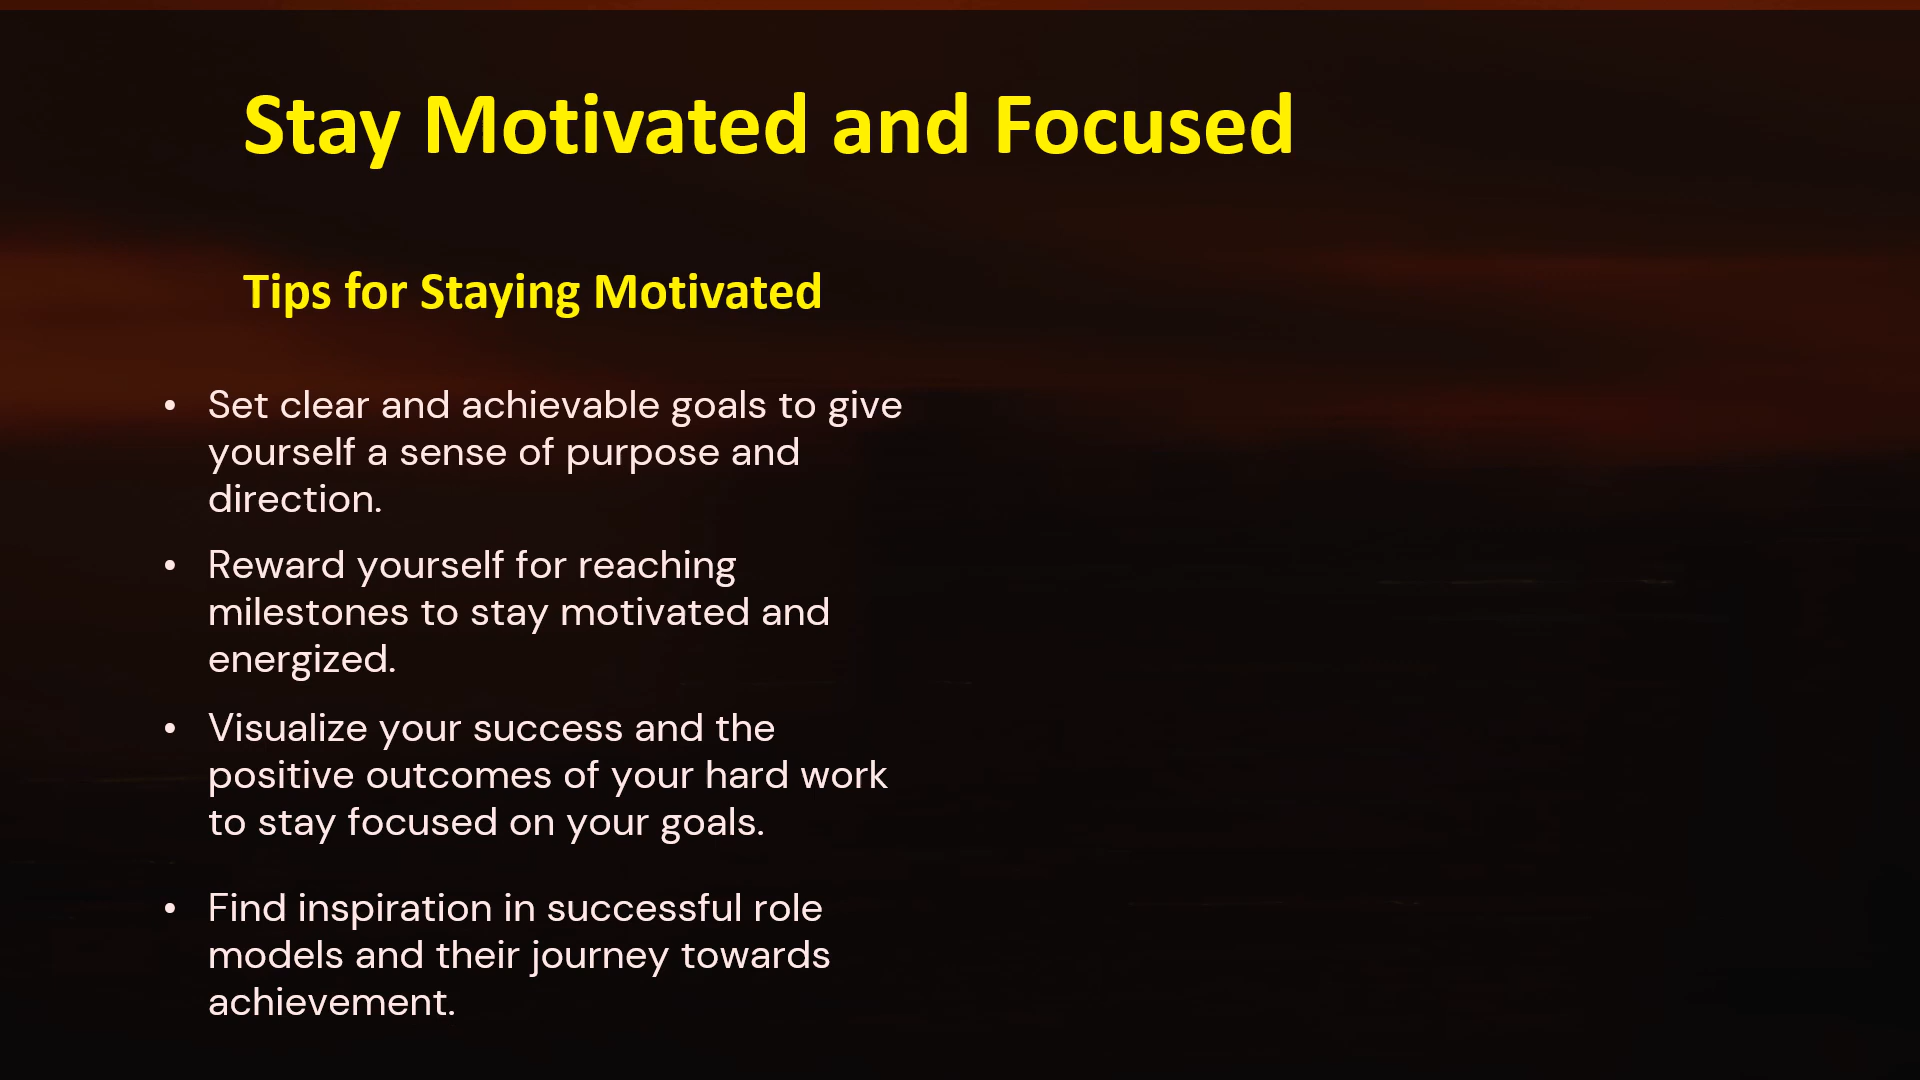 Stay Motivated and Focused
Tips for Staying Motivated
• Set clear and achievable goals to give
yourself a sense of purpose and
direction.
• Reward yourself for reaching
milestones to stay motivated and
energized.
• Visualize your success and the
positive outcomes of your hard work
to stay focused on your goals.
• Find inspiration in successful role
models and their journey towards
achievement.